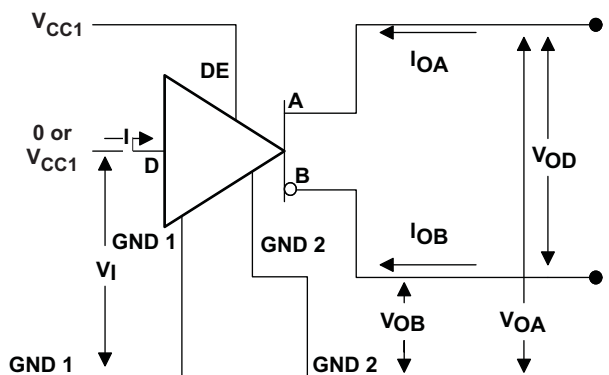 VCC1
DE
IOA
A
0 or
VCC1
I
D
VOD
B
IOB
GND 1
GND 2
VI
VOB
VOA
GND 1
GND 2